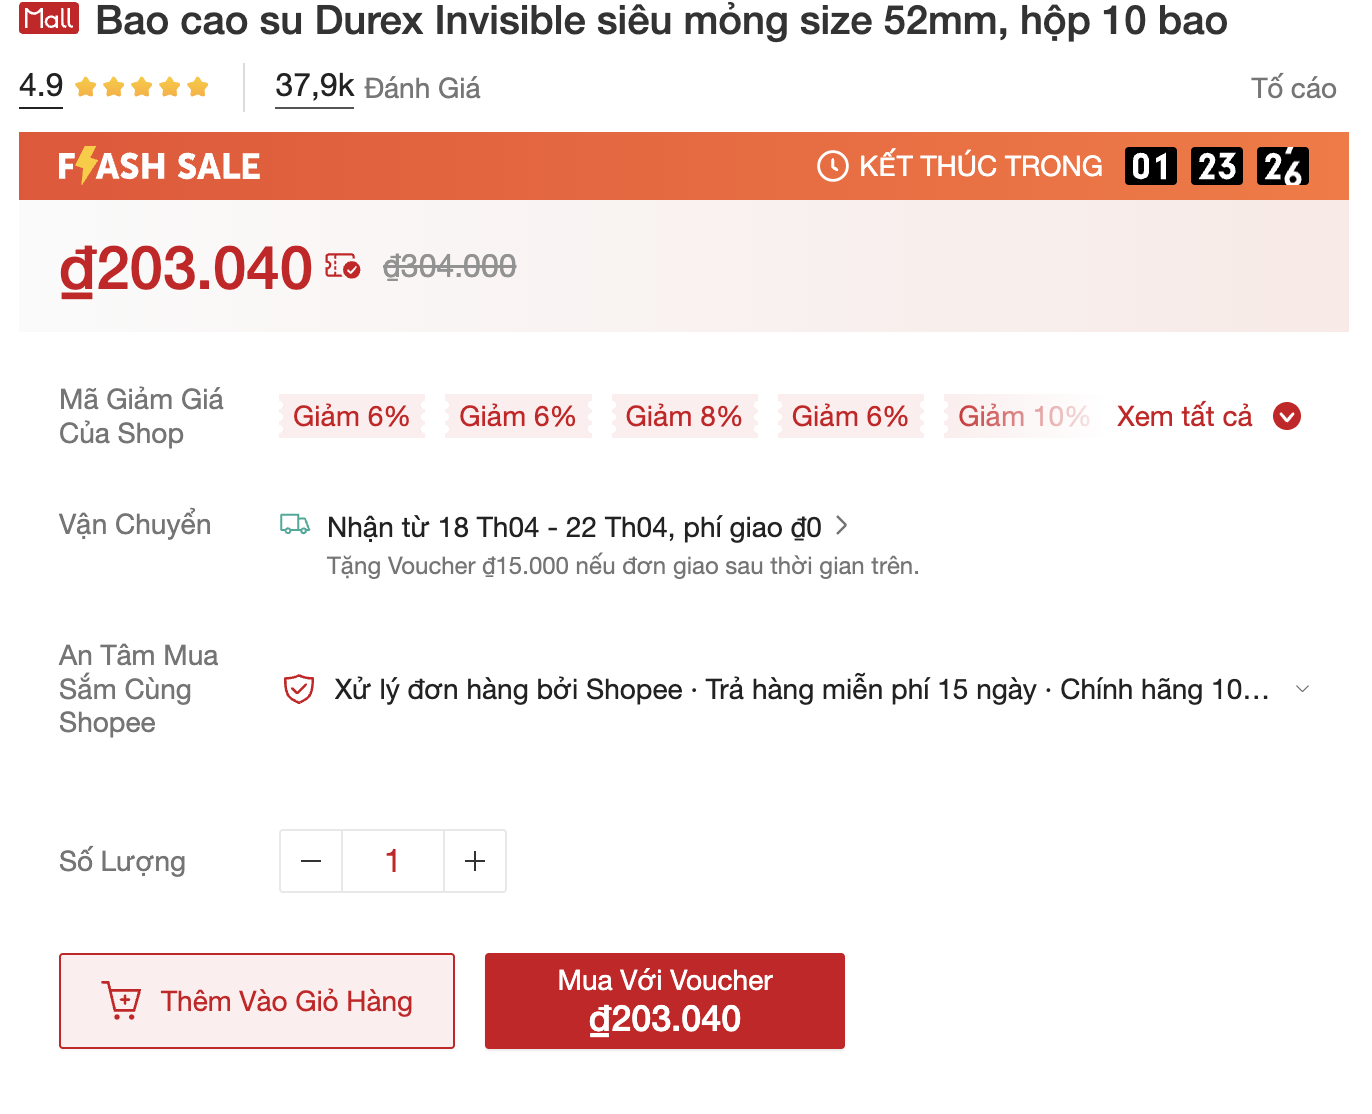 Mall Bao cao su Durex Invisible siêu mỏng size 52mm, hộp 10 bao
4.9 37,9k Đánh Giá Tố cáo
FLASH SALE KẾT THÚC TRONG 01 23 26
₫203.040 ₫304.000
Mã Giảm Giá
Của Shop
Giảm 6% Giảm 6% Giảm 8% Giảm 6% Giảm 10% Xem tất cả
Vận Chuyển
Nhận từ 18 Th04 - 22 Th04, phí giao ₫0
Tặng Voucher ₫15.000 nếu đơn giao sau thời gian trên.
An Tâm Mua
Sắm Cùng
Shopee
Xử lý đơn hàng bởi Shopee · Trả hàng miễn phí 15 ngày · Chính hãng 10...
Số Lượng
1
Thêm Vào Giỏ Hàng
Mua Với Voucher
₫203.040